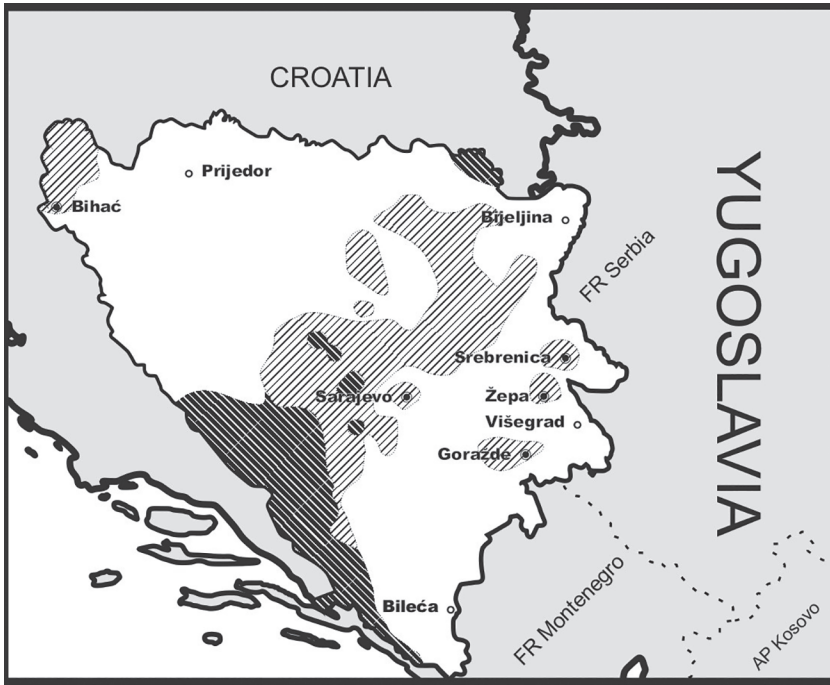 CROATIA
Prijedor
Bihać
Bijeljina
YUGOSLAVIA
FR Serbia
Srebrenica
Sarajevo
Žepa
Višegrad
Goražde
Bileća
FR Montenegro
AP Kosovo